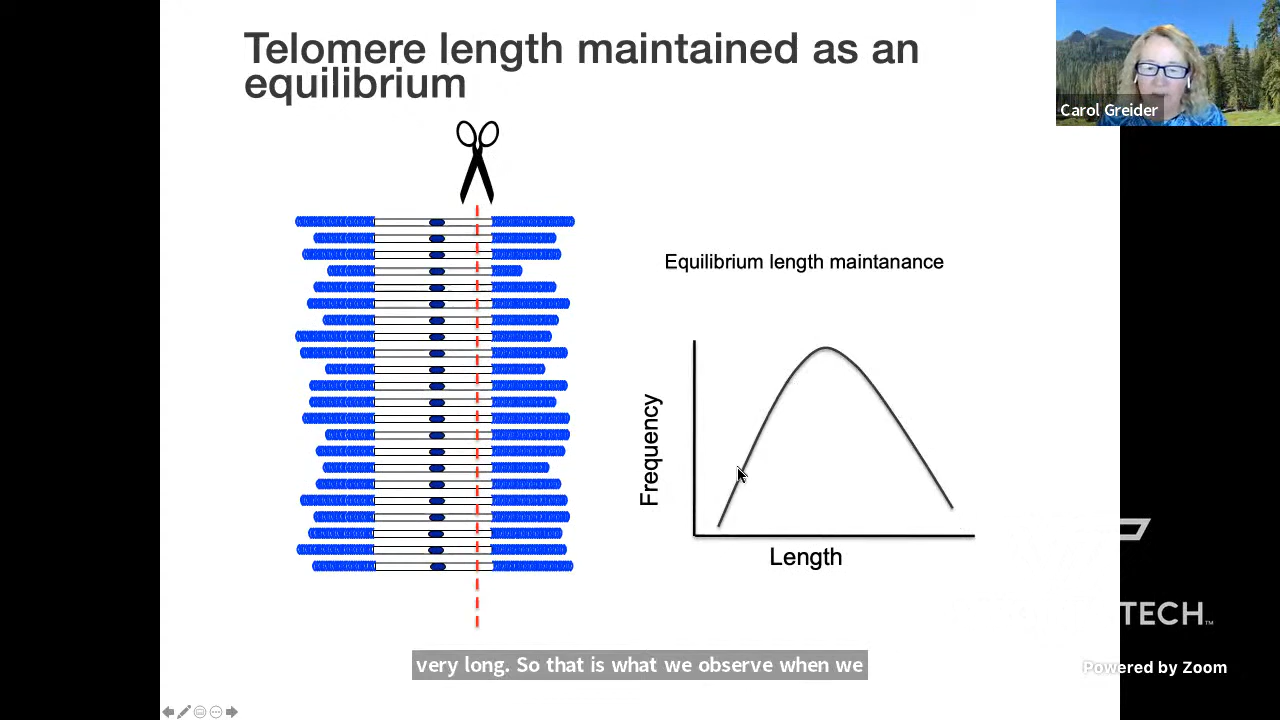 Telomere length maintained as an
equilibrium
Carol Greider
Equilibrium length maintanance
Frequency
Length
TECH™
very long. So that is what we observe when we
Powered by Zoom